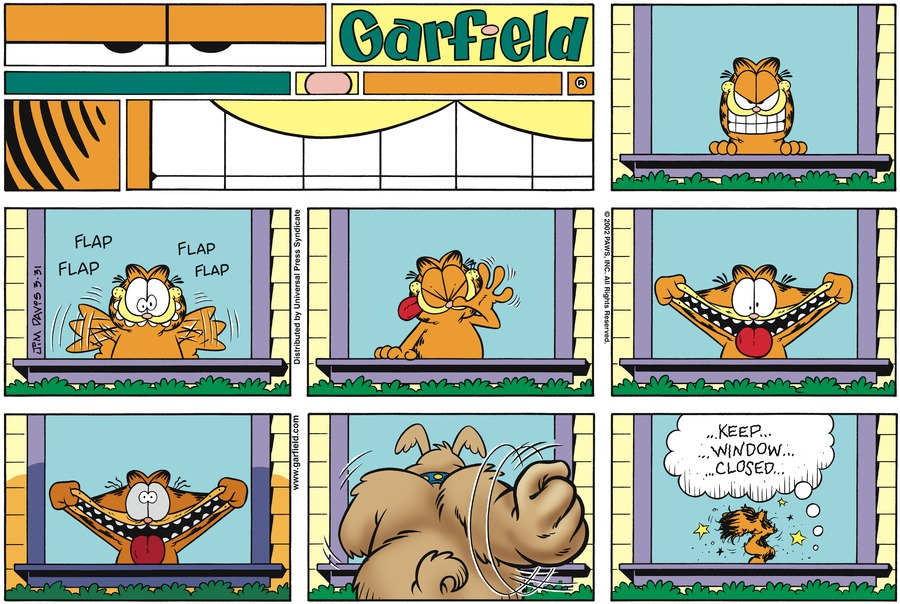 Garfield
®
FLAP
FLAP
FLAP
FLAP
JIM DAVIS 3·31
Distributed by Universal Press Syndicate
© 2002 PAWS, INC. All Rights Reserved.
www.garfield.com
...KEEP...
...WINDOW...
...CLOSED...